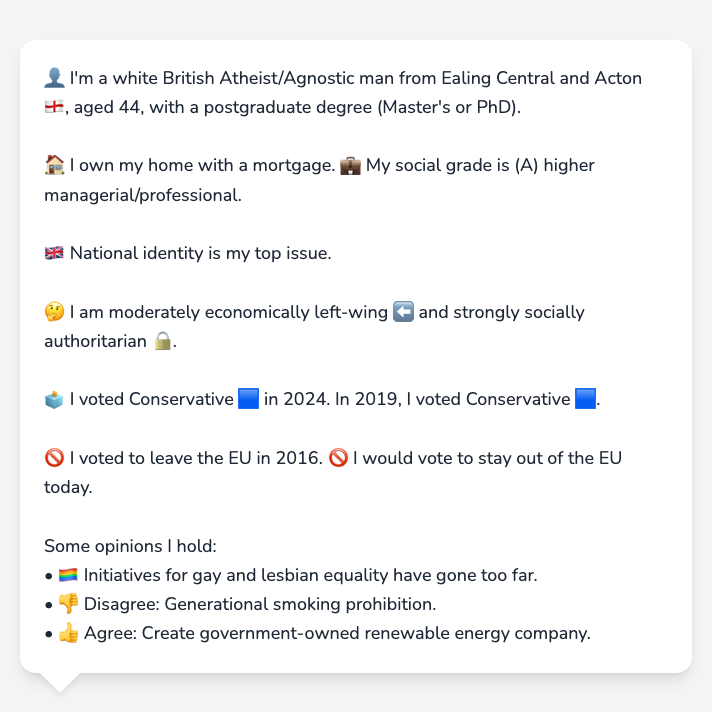 👤 I'm a white British Atheist/Agnostic man from Ealing Central and Acton
🏴󠁧󠁢󠁥󠁮󠁧󠁿, aged 44, with a postgraduate degree (Master's or PhD).
🏠 I own my home with a mortgage. 💼 My social grade is (A) higher
managerial/professional.
🇬🇧 National identity is my top issue.
🤔 I am moderately economically left-wing ⬅️ and strongly socially
authoritarian 🔒.
🗳️ I voted Conservative 🟦 in 2024. In 2019, I voted Conservative 🟦.
🚫 I voted to leave the EU in 2016. 🚫 I would vote to stay out of the EU
today.
Some opinions I hold:
• 🏳️‍🌈 Initiatives for gay and lesbian equality have gone too far.
• 👎 Disagree: Generational smoking prohibition.
• 👍 Agree: Create government-owned renewable energy company.